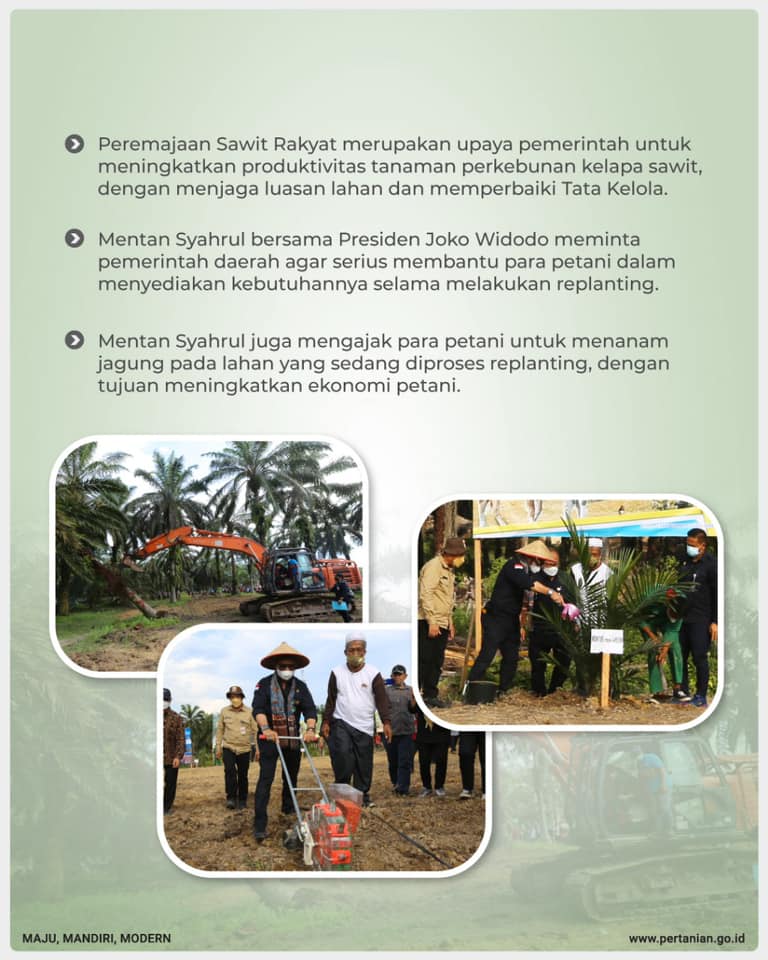 Peremajaan Sawit Rakyat merupakan upaya pemerintah untuk
meningkatkan produktivitas tanaman perkebunan kelapa sawit,
dengan menjaga luasan lahan dan memperbaiki Tata Kelola.
Mentan Syahrul bersama Presiden Joko Widodo meminta
pemerintah daerah agar serius membantu para petani dalam
menyediakan kebutuhannya selama melakukan replanting.
Mentan Syahrul juga mengajak para petani untuk menanam
jagung pada lahan yang sedang diproses replanting, dengan
tujuan meningkatkan ekonomi petani.
MAJU, MANDIRI, MODERN
www.pertanian.go.id